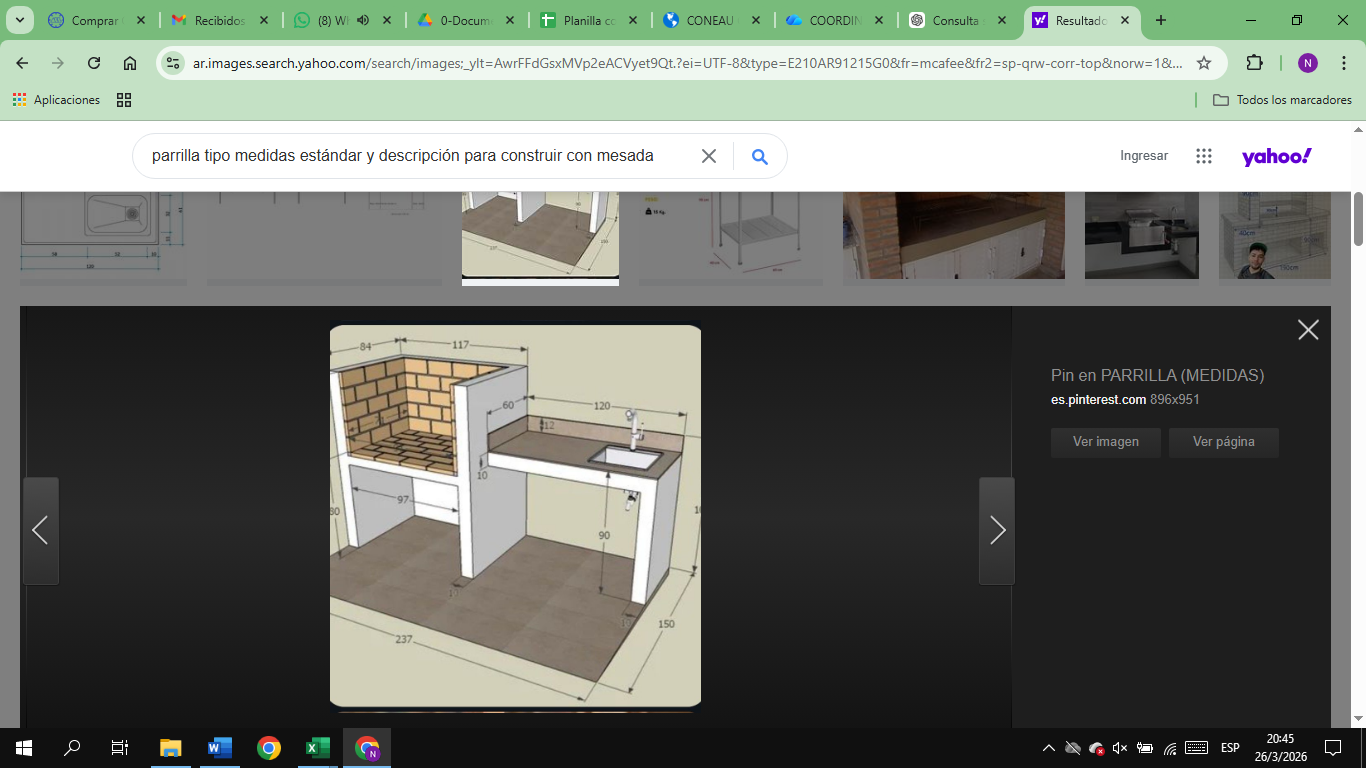 Comprar
Recibidos
(8) W
0-Docume
Planilla co
CONEAU
COORDIN
Consulta
Resultado
ar.images.search.yahoo.com/search/images;_ylt=AwrFFdGsxMVp2eACVyet9Qt.?ei=UTF-8&type=E210AR91215G0&fr=mcafee&fr2=sp-qrw-corr-top&norw=1&...
N
Aplicaciones
Todos los marcadores
parrilla tipo medidas estándar y descripción para construir con mesada
Ingresar
yahoo!
40cm
150cm
84
117
60
120
12
10
97
80
90
150
237
Pin en PARRILLA (MEDIDAS)
es.pinterest.com 896x951
Ver imagen
Ver página
ESP
20:45
26/3/2026